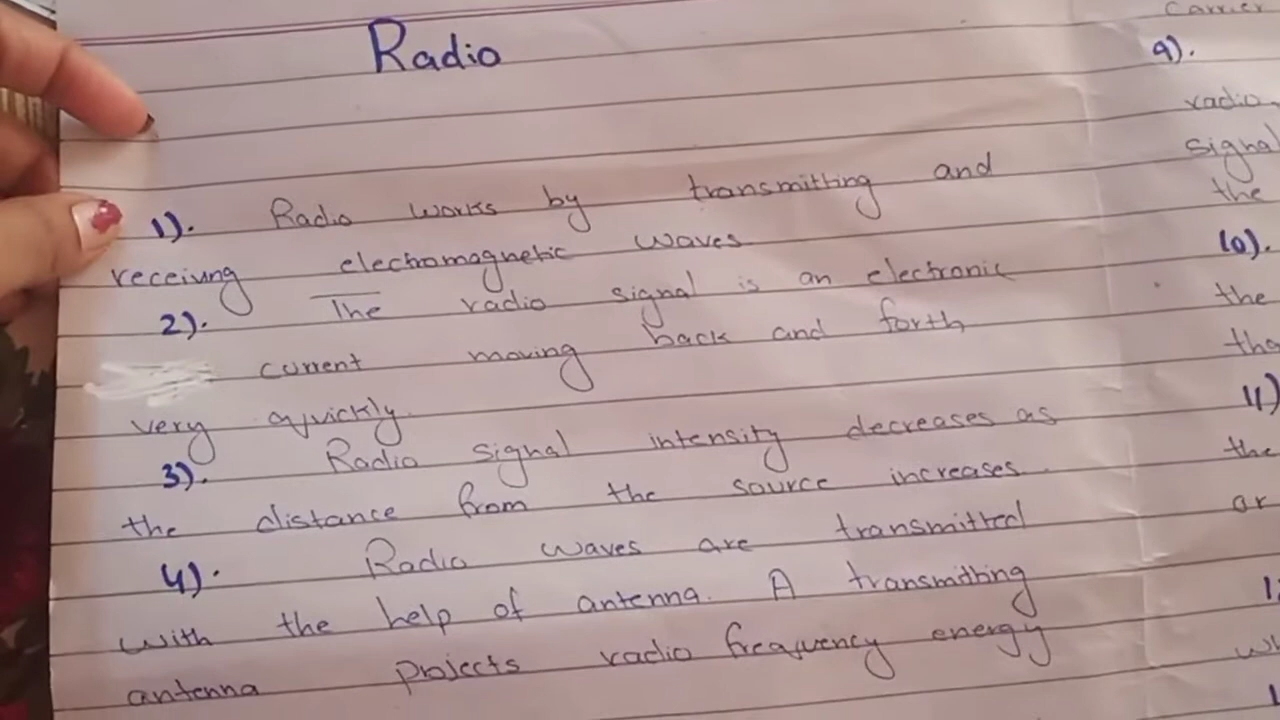 Radio
1). Radio works by transmitting and
receiving electromagnetic waves.
2). The radio signal is an electronic
current moving back and forth
very quickly.
3). Radio signal intensity decreases as
the distance from the source increases.
4). Radio waves are transmitted
with the help of antenna. A transmitting
antenna projects radio frequency energy
Carrier
9).
radio
signal
the
10).
the
11)
the
or